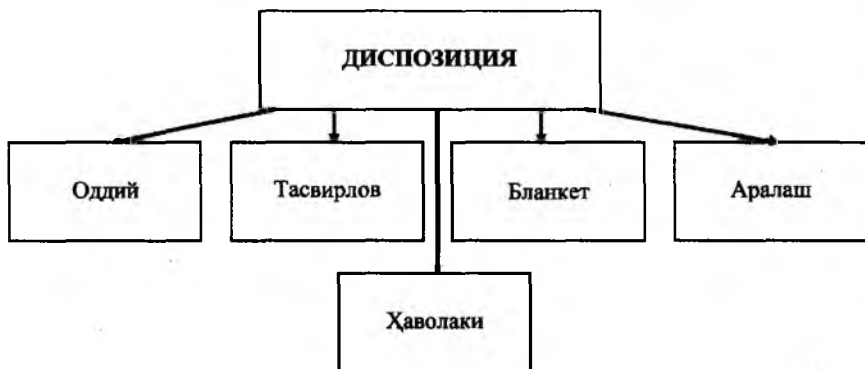 ДИСПОЗИЦИЯ
Оддий
Тасвирлов
Бланкет
Аралаш
Ҳаволаки